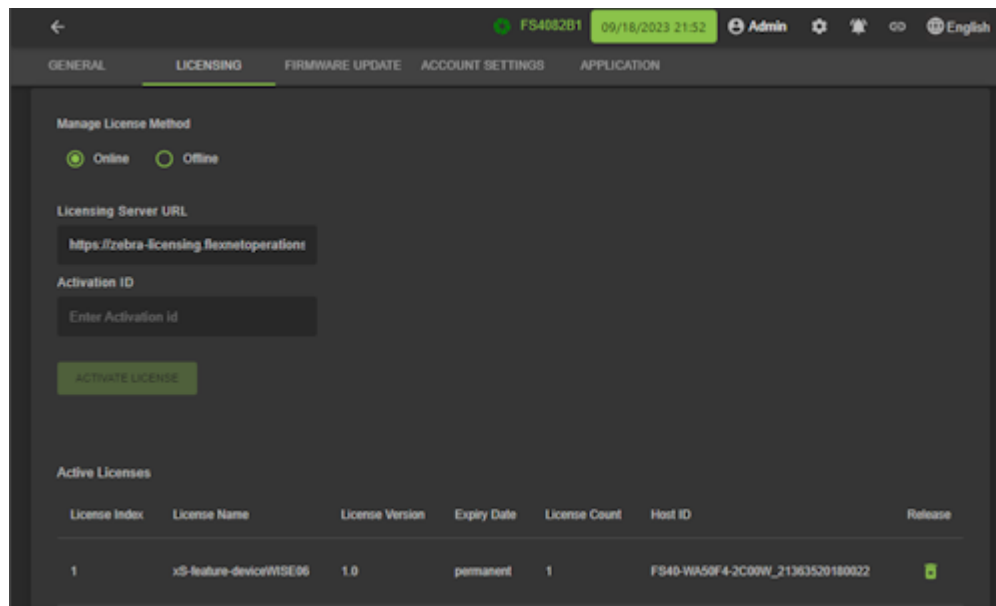 FS4082B1 09/18/2023 21:52 Admin English
GENERAL LICENSING FIRMWARE UPDATE ACCOUNT SETTINGS APPLICATION
Manage License Method
Online Offline
Licensing Server URL
https://zebra-licensing.flexnetoperations
Activation ID
Enter Activation id
ACTIVATE LICENSE
Active Licenses
License Index License Name License Version Expiry Date License Count Host ID Release
1 xS-feature-deviceWISE06 1.0 permanent 1 FS40-WA50F4-2C00W_21363520180022